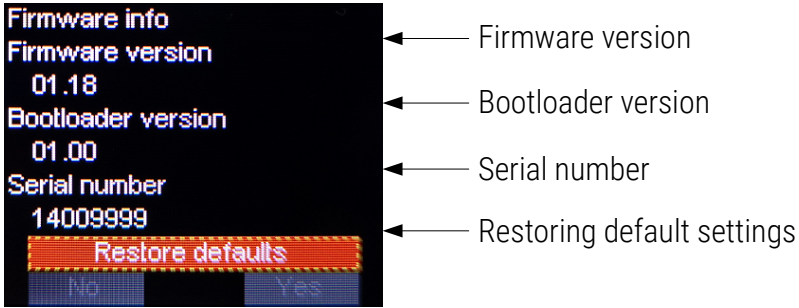 Firmware info
Firmware version
01.18
Bootloader version
01.00
Serial number
14009999
Restore defaults
No
Yes
Firmware version
Bootloader version
Serial number
Restoring default settings